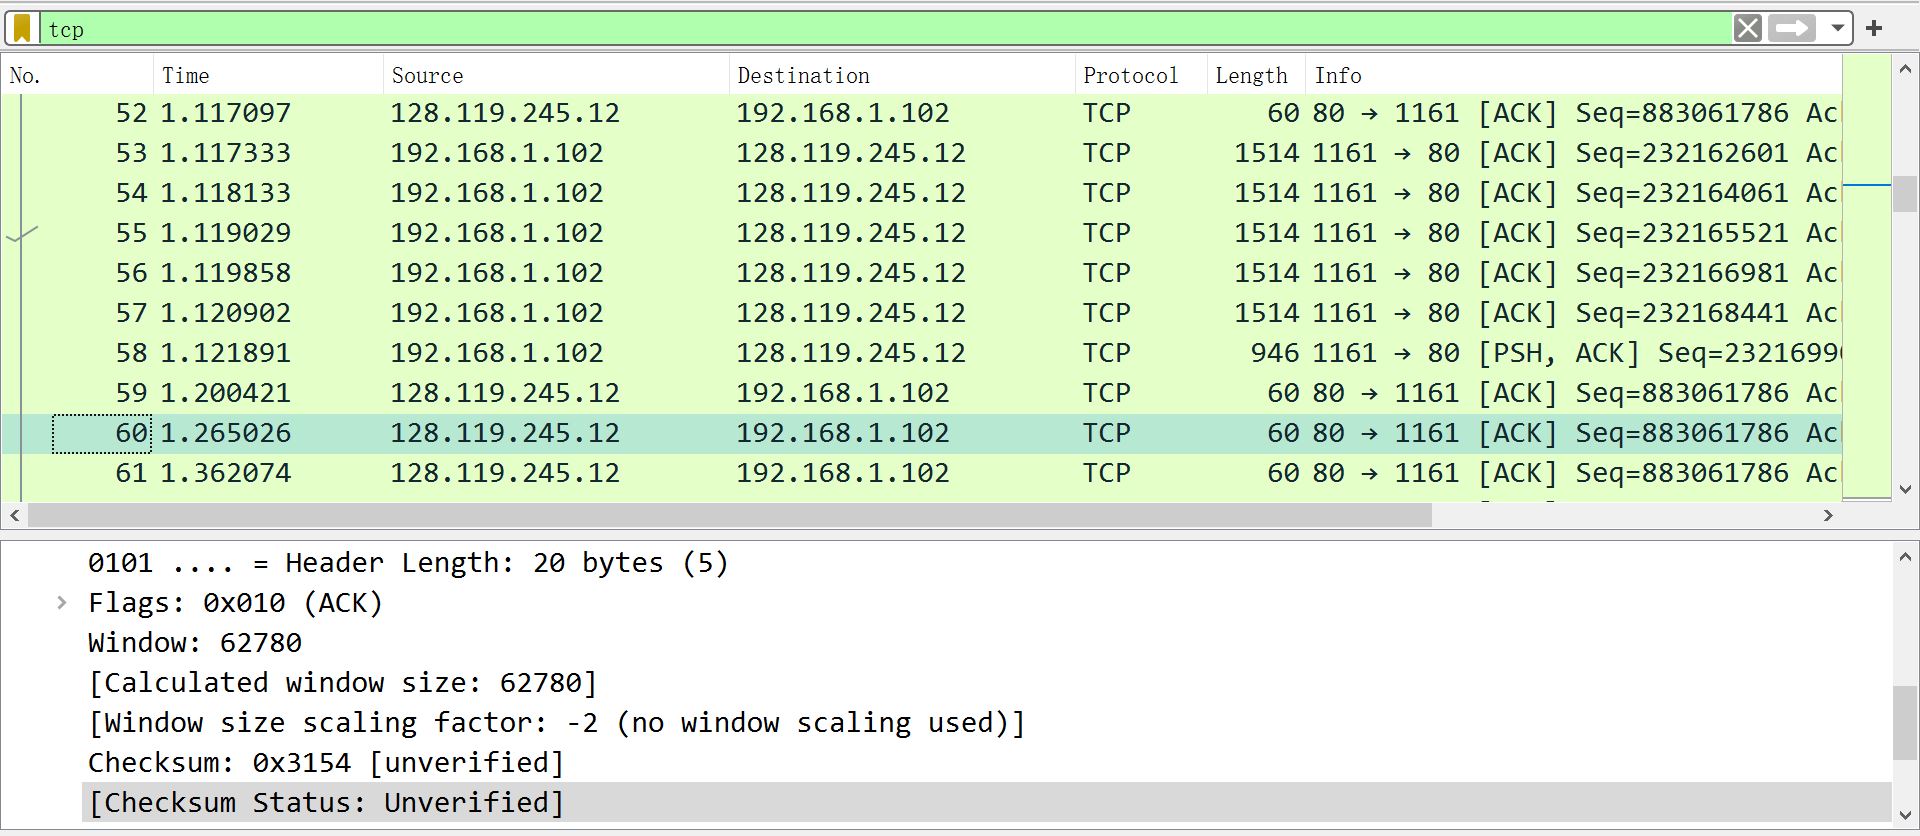 tcp
No. Time Source Destination Protocol Length Info
52 1.117097 128.119.245.12 192.168.1.102 TCP 60 80 → 1161 [ACK] Seq=883061786 Ac
53 1.117333 192.168.1.102 128.119.245.12 TCP 1514 1161 → 80 [ACK] Seq=232162601 Ac
54 1.118133 192.168.1.102 128.119.245.12 TCP 1514 1161 → 80 [ACK] Seq=232164061 Ac
55 1.119029 192.168.1.102 128.119.245.12 TCP 1514 1161 → 80 [ACK] Seq=232165521 Ac
56 1.119858 192.168.1.102 128.119.245.12 TCP 1514 1161 → 80 [ACK] Seq=232166981 Ac
57 1.120902 192.168.1.102 128.119.245.12 TCP 1514 1161 → 80 [ACK] Seq=232168441 Ac
58 1.121891 192.168.1.102 128.119.245.12 TCP 946 1161 → 80 [PSH, ACK] Seq=2321699
59 1.200421 128.119.245.12 192.168.1.102 TCP 60 80 → 1161 [ACK] Seq=883061786 Ac
60 1.265026 128.119.245.12 192.168.1.102 TCP 60 80 → 1161 [ACK] Seq=883061786 Ac
61 1.362074 128.119.245.12 192.168.1.102 TCP 60 80 → 1161 [ACK] Seq=883061786 Ac
0101 .... = Header Length: 20 bytes (5)
Flags: 0x010 (ACK)
Window: 62780
[Calculated window size: 62780]
[Window size scaling factor: -2 (no window scaling used)]
Checksum: 0x3154 [unverified]
[Checksum Status: Unverified]